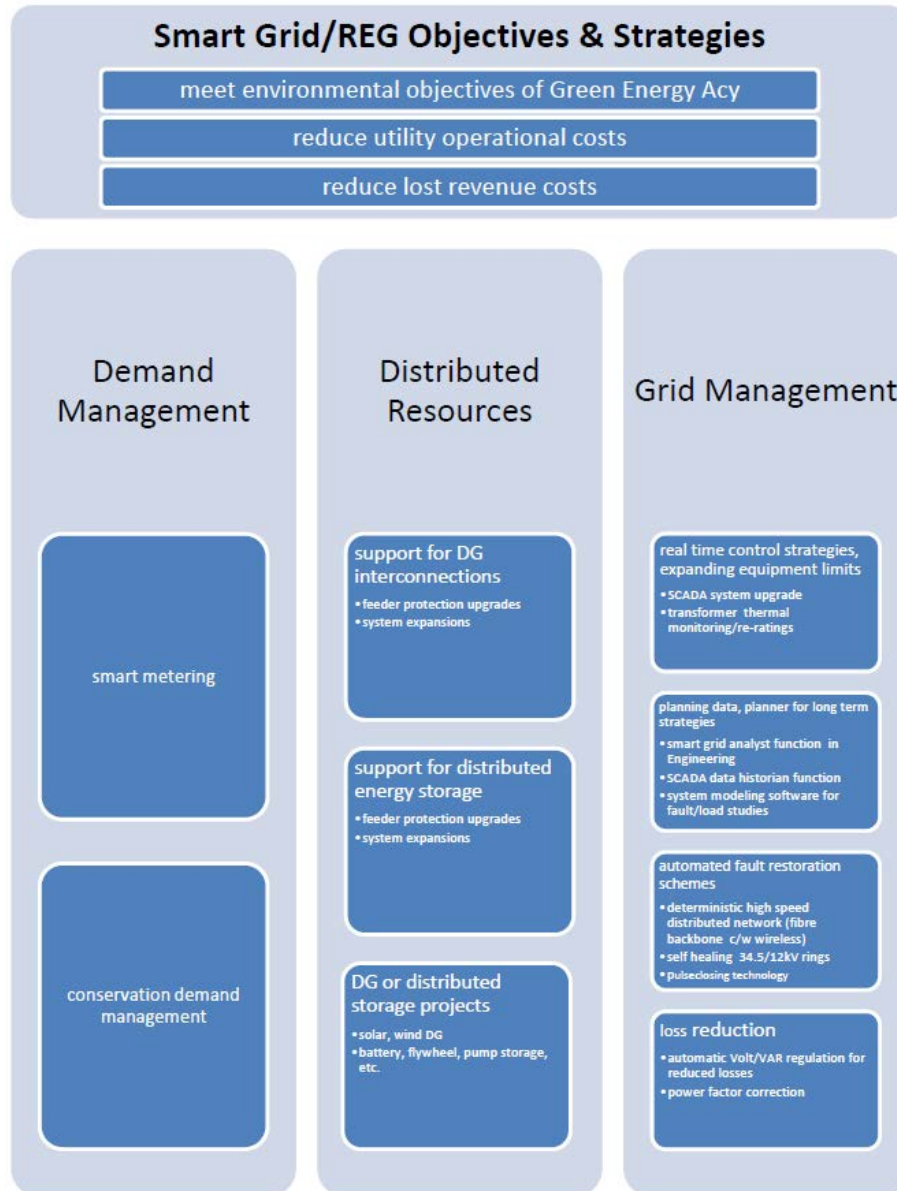 Smart Grid/REG Objectives & Strategies
meet environmental objectives of Green Energy Acy
reduce utility operational costs
reduce lost revenue costs
Demand
Management
smart metering
conservation demand
management
Distributed
Resources
support for DG
interconnections
•feeder protection upgrades
•system expansions
support for distributed
energy storage
•feeder protection upgrades
•system expansions
DG or distributed
storage projects
•solar, wind DG
•battery, flywheel, pump storage,
etc.
Grid Management
real time control strategies,
expanding equipment limits
•SCADA system upgrade
•transformer thermal
monitoring/re-ratings
planning data, planner for long term
strategies
•smart grid analyst function in
Engineering
•SCADA data historian function
•system modeling software for
fault/load studies
automated fault restoration
schemes
•deterministic high speed
distributed network (fibre
backbone c/w wireless)
•self healing 34.5/12kV rings
•pulseclosing technology
loss reduction
•automatic Volt/VAR regulation for
reduced losses
•power factor correction